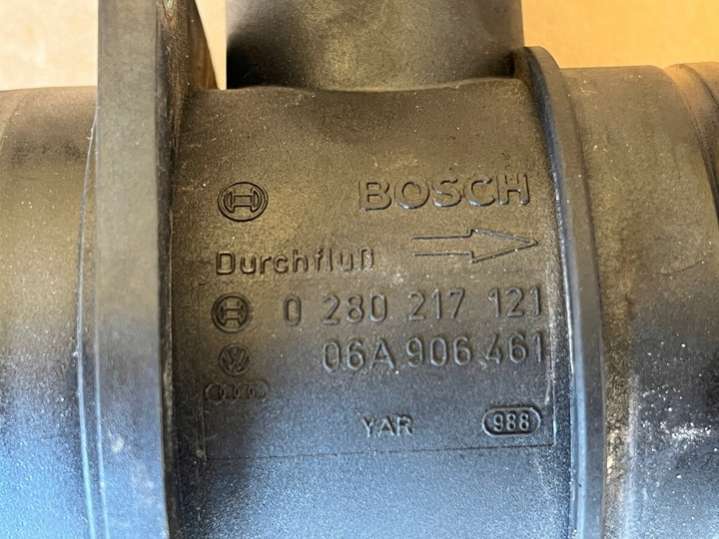 BOSCH
Durchfluß
0 280 217 121
06A 906 461
YAR 988